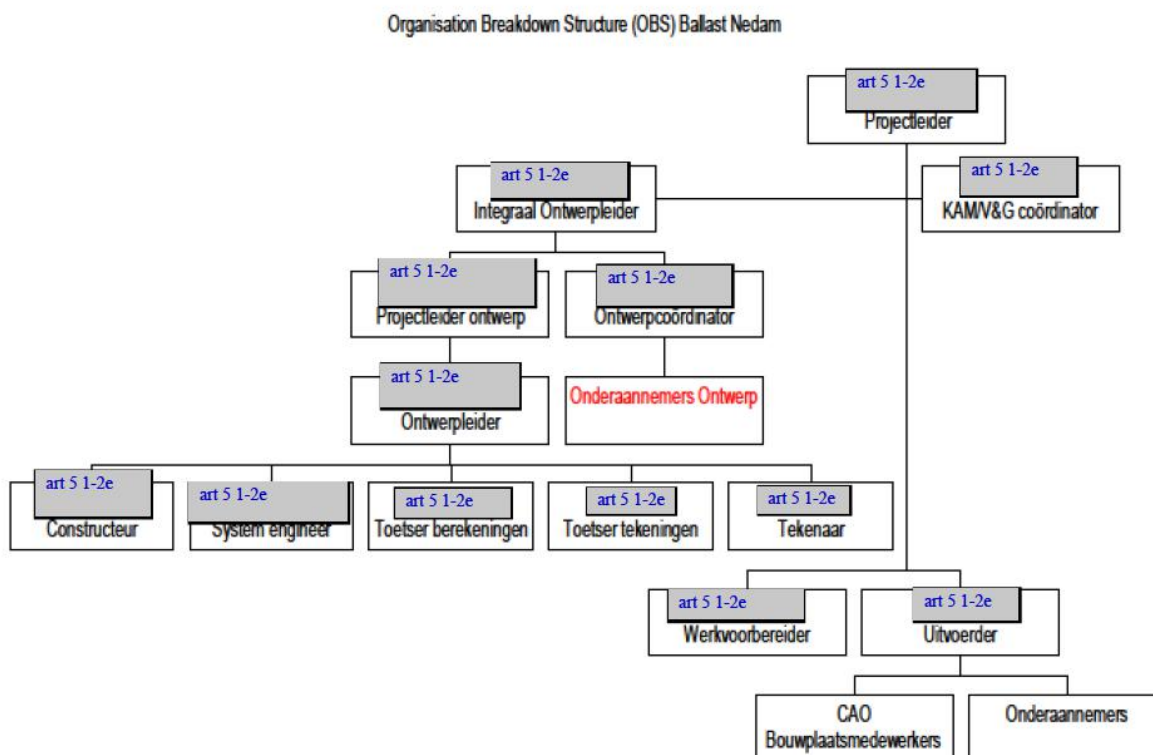 Organisation Breakdown Structure (OBS) Ballast Nedam
art 5 1-2e
Projectleider
art 5 1-2e
Integraal Ontwerpleider
art 5 1-2e
KAM/V&G coördinator
art 5 1-2e
Projectleider ontwerp
art 5 1-2e
Ontwerpcoördinator
art 5 1-2e
Ontwerpleider
Onderaannemers Ontwerp
art 5 1-2e
Constructeur
art 5 1-2e
System engineer
art 5 1-2e
Toetser berekeningen
art 5 1-2e
Toetser tekeningen
art 5 1-2e
Tekenaar
art 5 1-2e
Werkvoorbereider
art 5 1-2e
Uitvoerder
CAO
Bouwplaatsmedewerkers
Onderaannemers